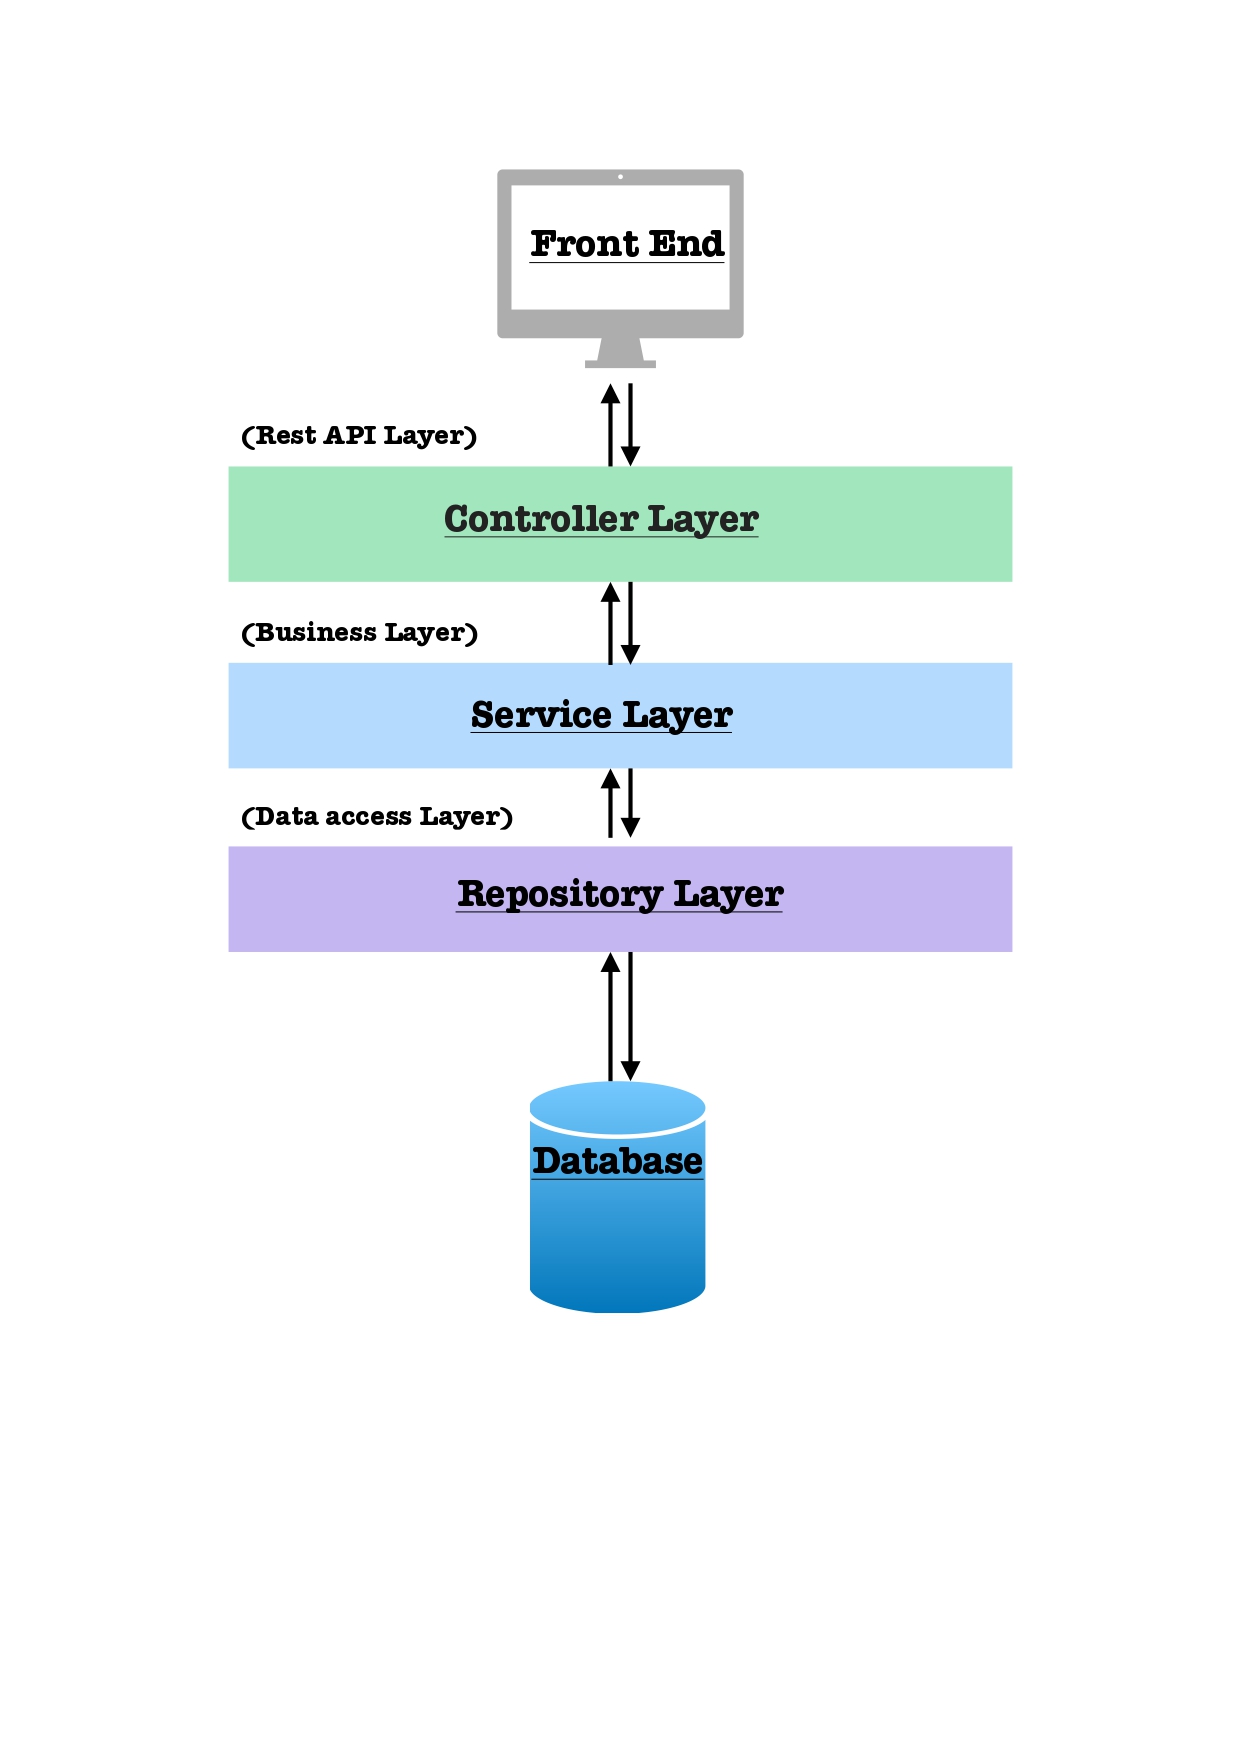 Front End
(Rest API Layer)
Controller Layer
(Business Layer)
Service Layer
(Data access Layer)
Repository Layer
Database